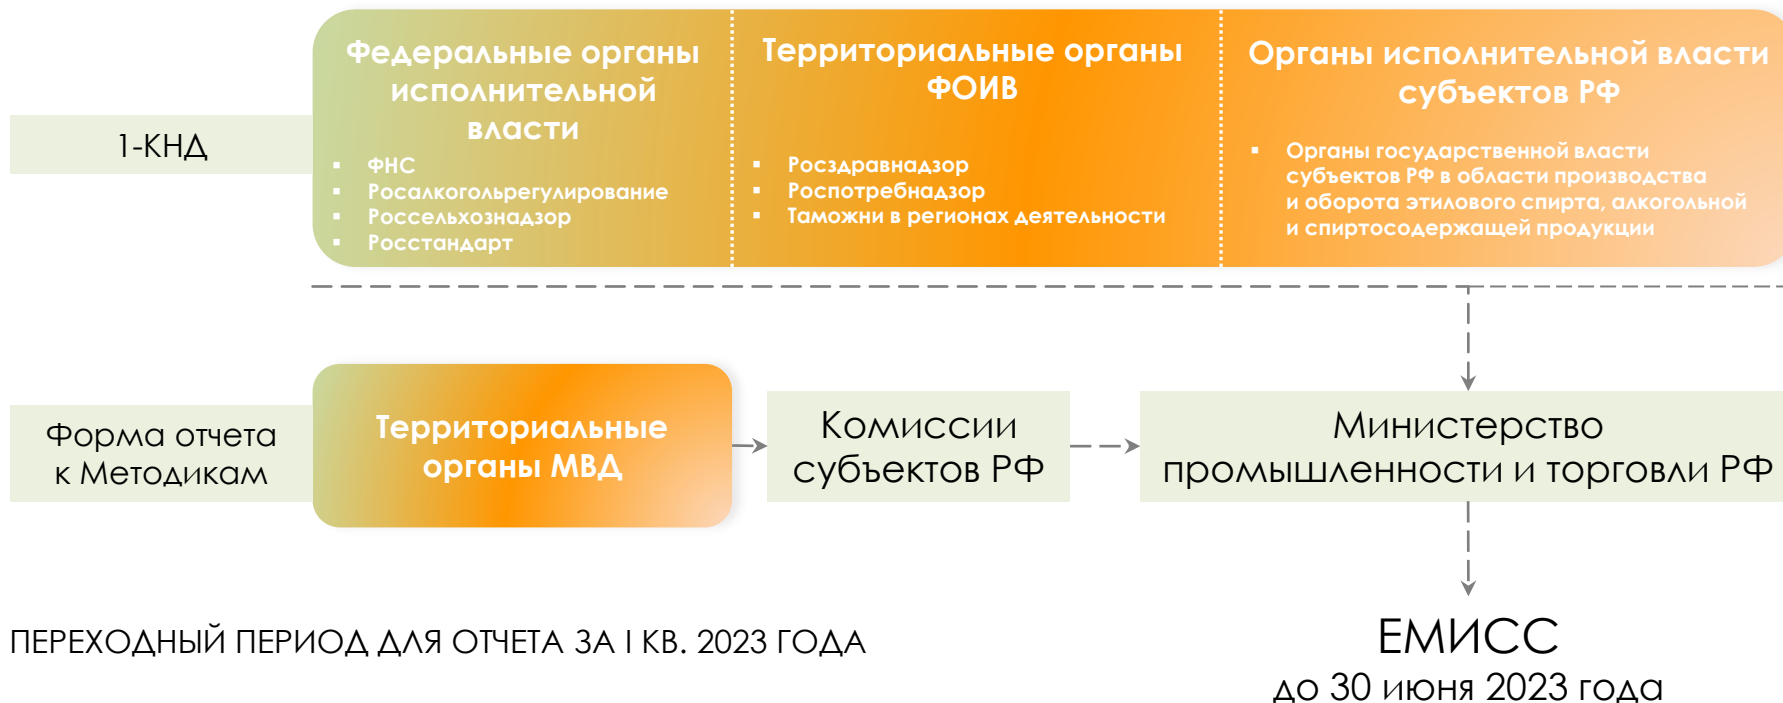 1-КНД
Федеральные органы
исполнительной
власти
▪ ФНС
▪ Росалкогольрегулирование
▪ Россельхознадзор
▪ Росстандарт
Территориальные органы
ФОИВ
▪ Росздравнадзор
▪ Роспотребнадзор
▪ Таможни в регионах деятельности
Органы исполнительной власти
субъектов РФ
▪ Органы государственной власти
субъектов РФ в области производства
и оборота этилового спирта, алкогольной
и спиртосодержащей продукции
Форма отчета
к Методикам
Территориальные
органы МВД
Комиссии
субъектов РФ
Министерство
промышленности и торговли РФ
ПЕРЕХОДНЫЙ ПЕРИОД ДЛЯ ОТЧЕТА ЗА I КВ. 2023 ГОДА
ЕМИСС
до 30 июня 2023 года